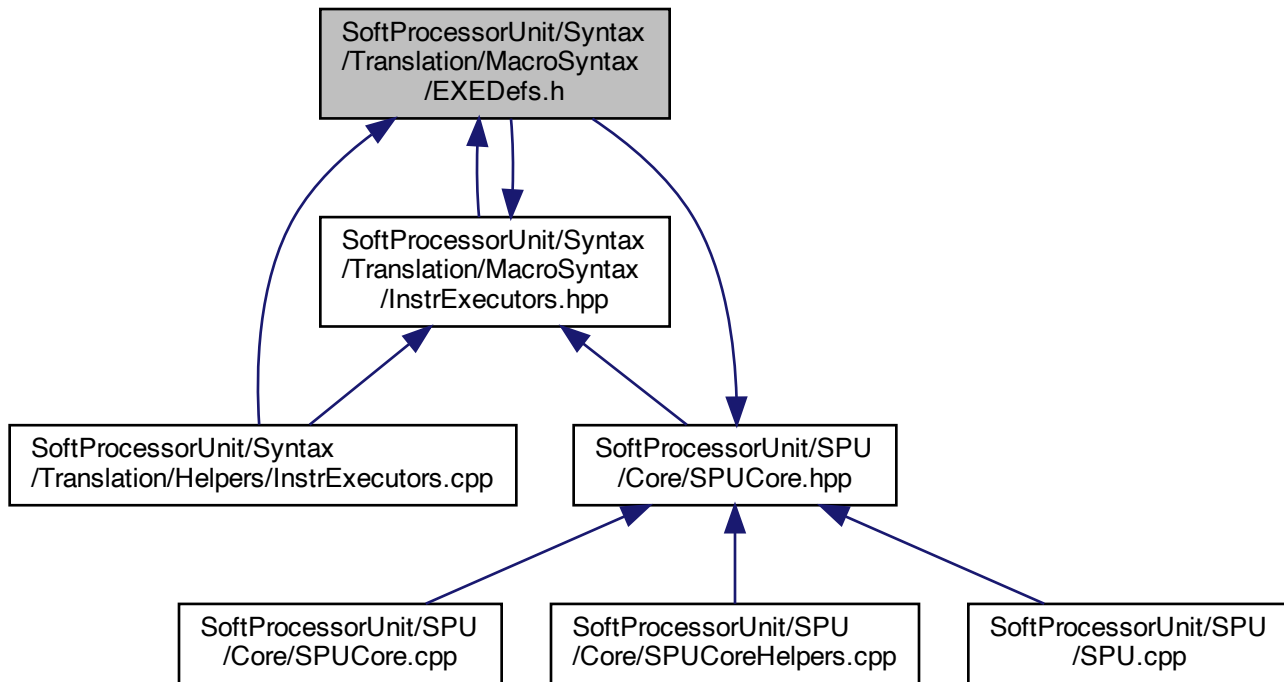 SoftProcessorUnit/Syntax
/Translation/MacroSyntax
/EXEDefs.h
SoftProcessorUnit/Syntax
/Translation/MacroSyntax
/InstrExecutors.hpp
SoftProcessorUnit/Syntax
/Translation/Helpers/InstrExecutors.cpp
SoftProcessorUnit/SPU
/Core/SPUCore.hpp
SoftProcessorUnit/SPU
/Core/SPUCore.cpp
SoftProcessorUnit/SPU
/Core/SPUCoreHelpers.cpp
SoftProcessorUnit/SPU
/SPU.cpp